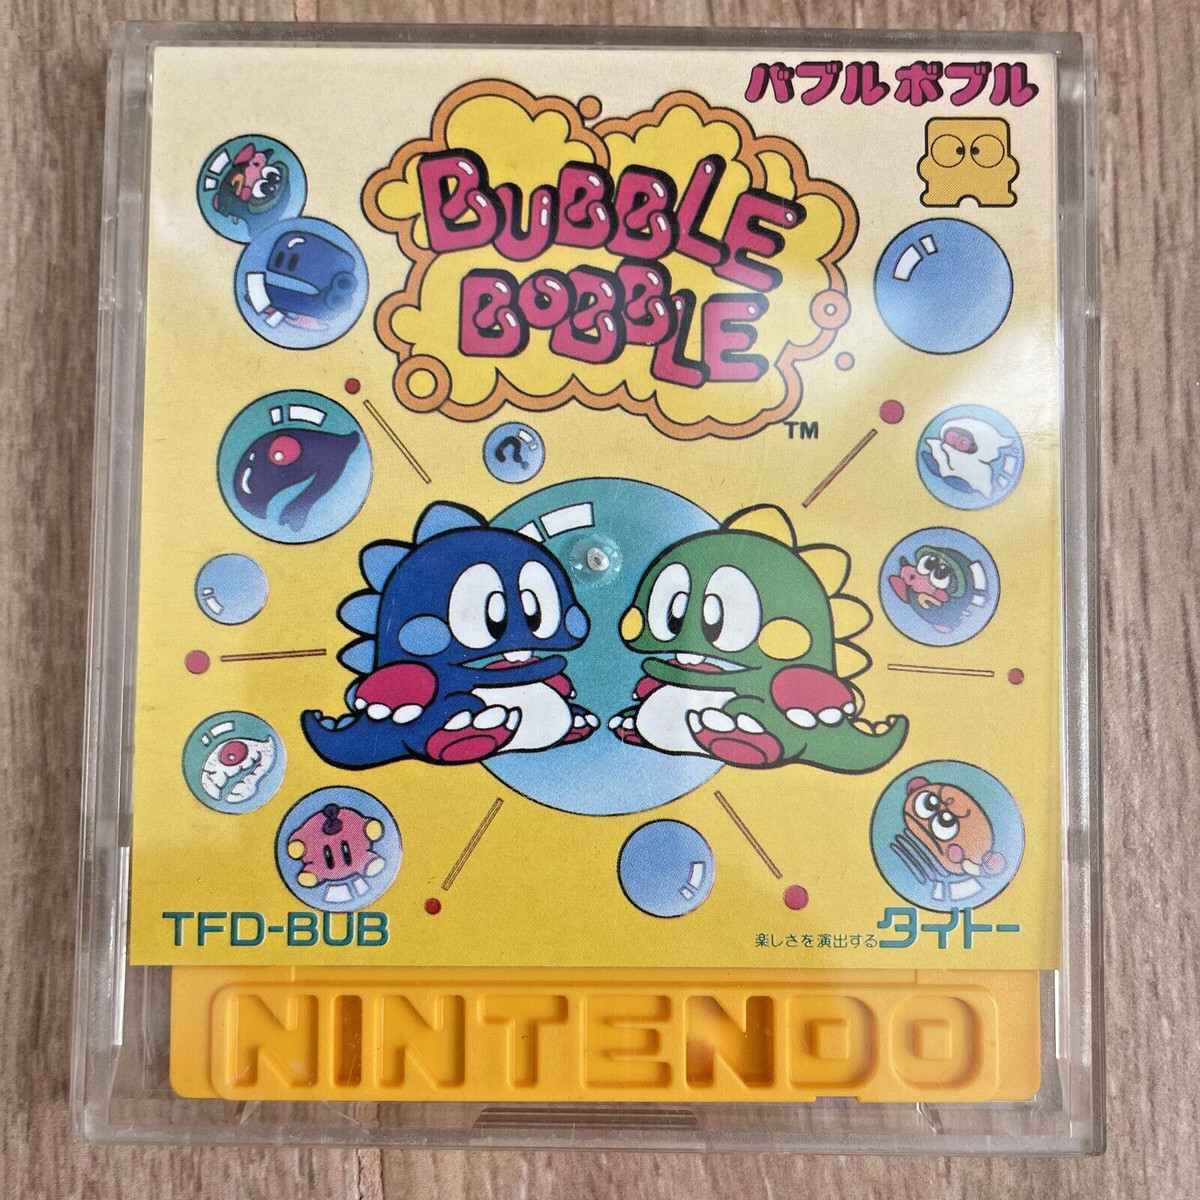 バブルボブル
BUBBLE
BOBBLE
TM
?
TFD-BUB
楽しさを演出するタイトー
NINTENDO